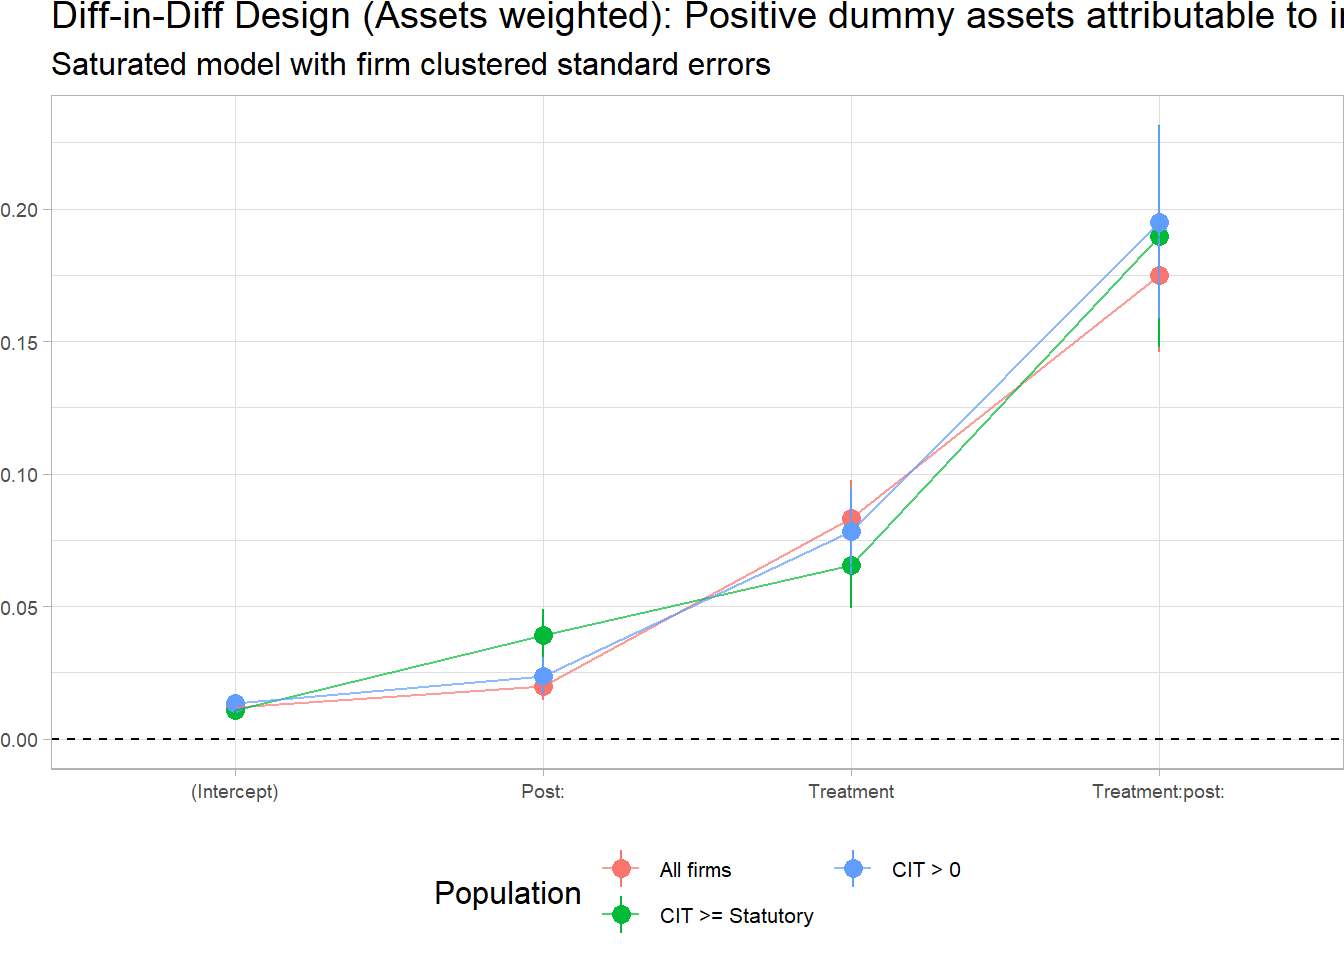 Diff-in-Diff Design (Assets weighted): Positive dummy assets attributable to
Saturated model with firm clustered standard errors
0.20
0.15
0.10
0.05
0.00
(Intercept) Post: Treatment Treatment:post:
Population
All firms CIT > 0
CIT >= Statutory